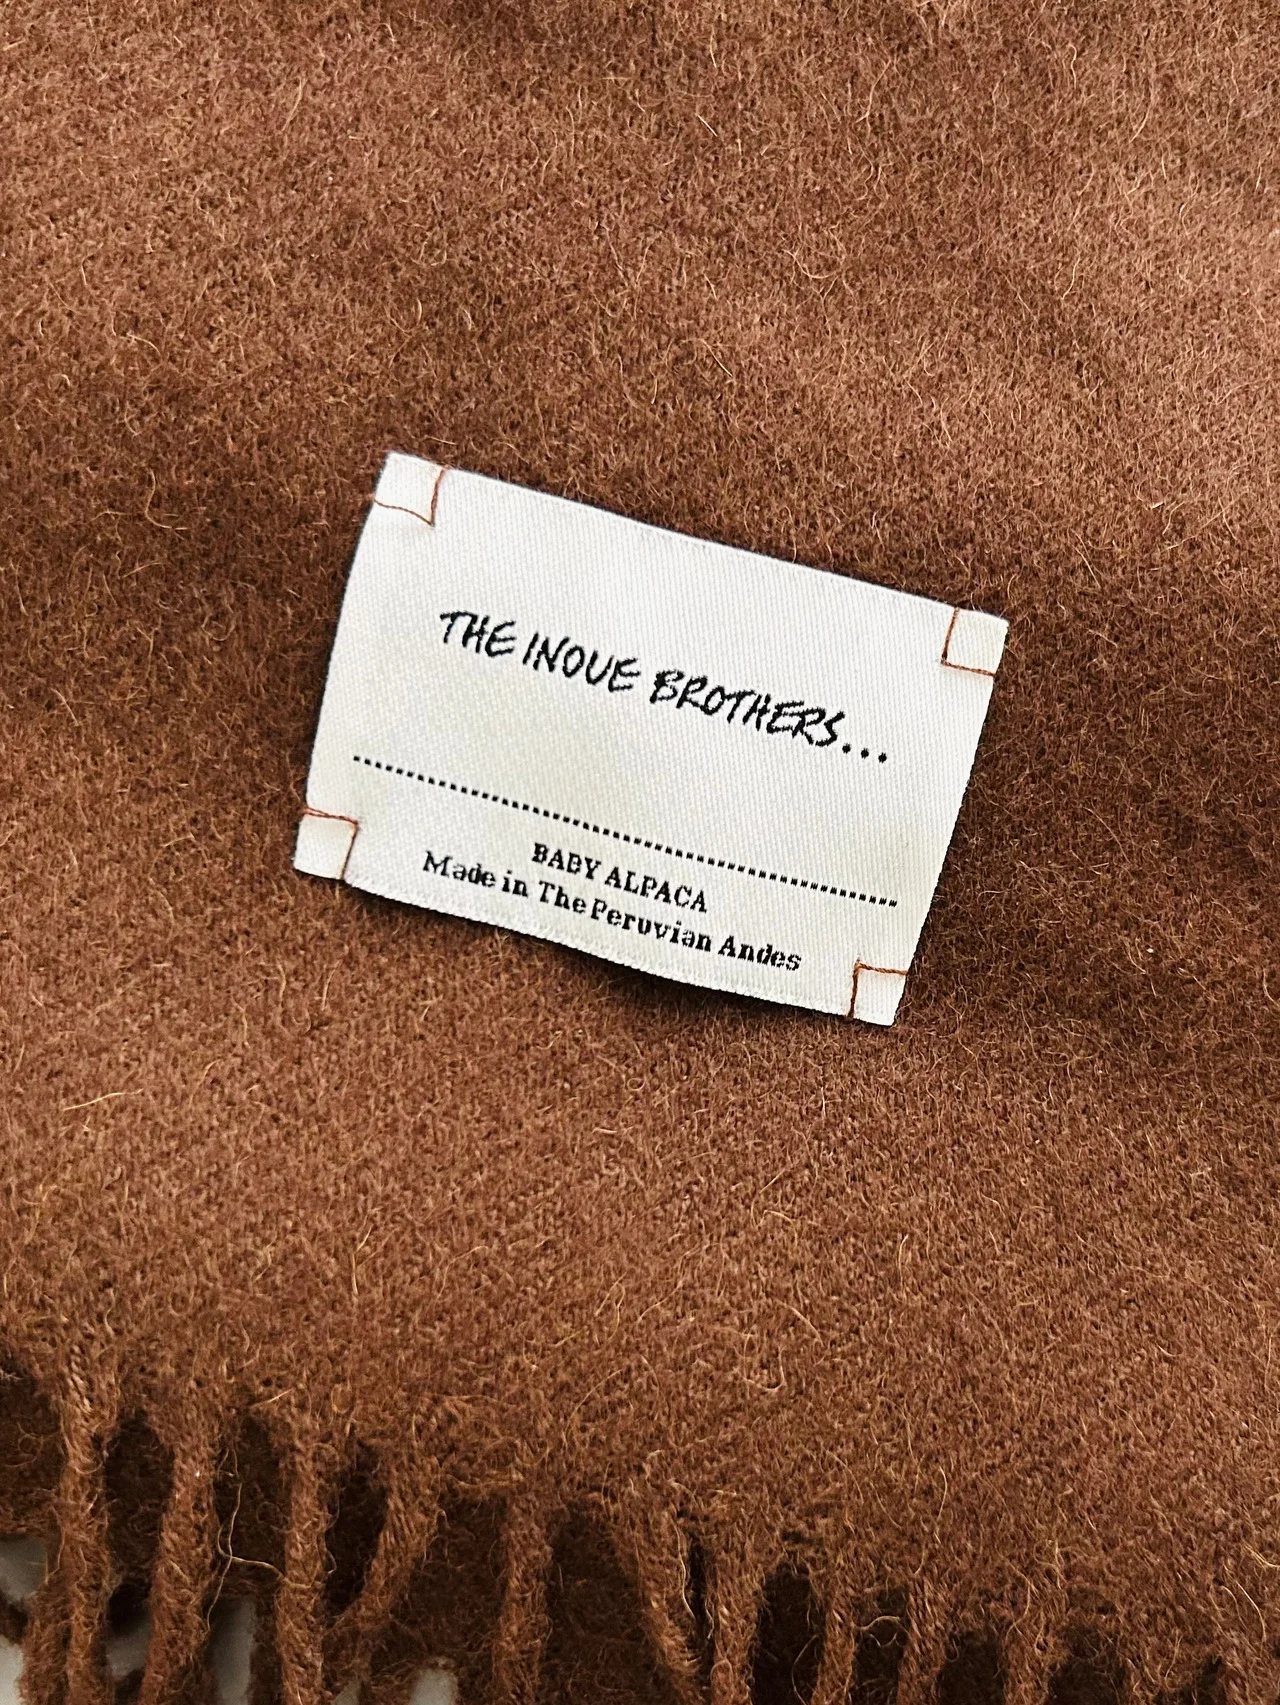 THE INOUE BROTHERS...
BABY ALPACA
Made in The Peruvian Andes